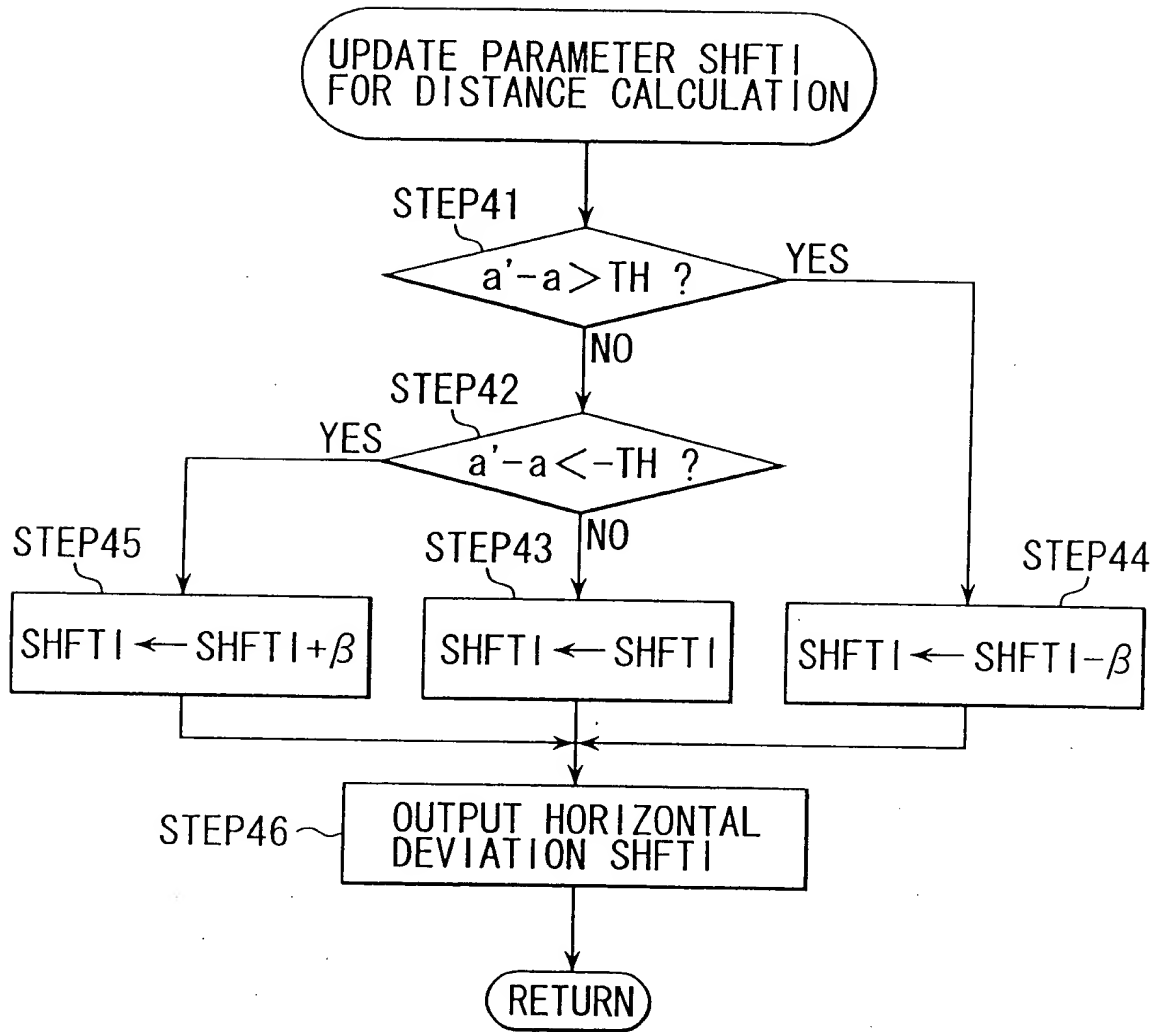 UPDATE PARAMETER SHFTI
FOR DISTANCE CALCULATION
STEP41
a'-a>TH ?
YES
NO
STEP42
YES
a'-a<-TH ?
NO
STEP45
STEP43
STEP44
SHFTI←SHFTI+β
SHFTI←SHFTI
SHFTI←SHFTI-β
STEP46
OUTPUT HORIZONTAL
DEVIATION SHFTI
RETURN